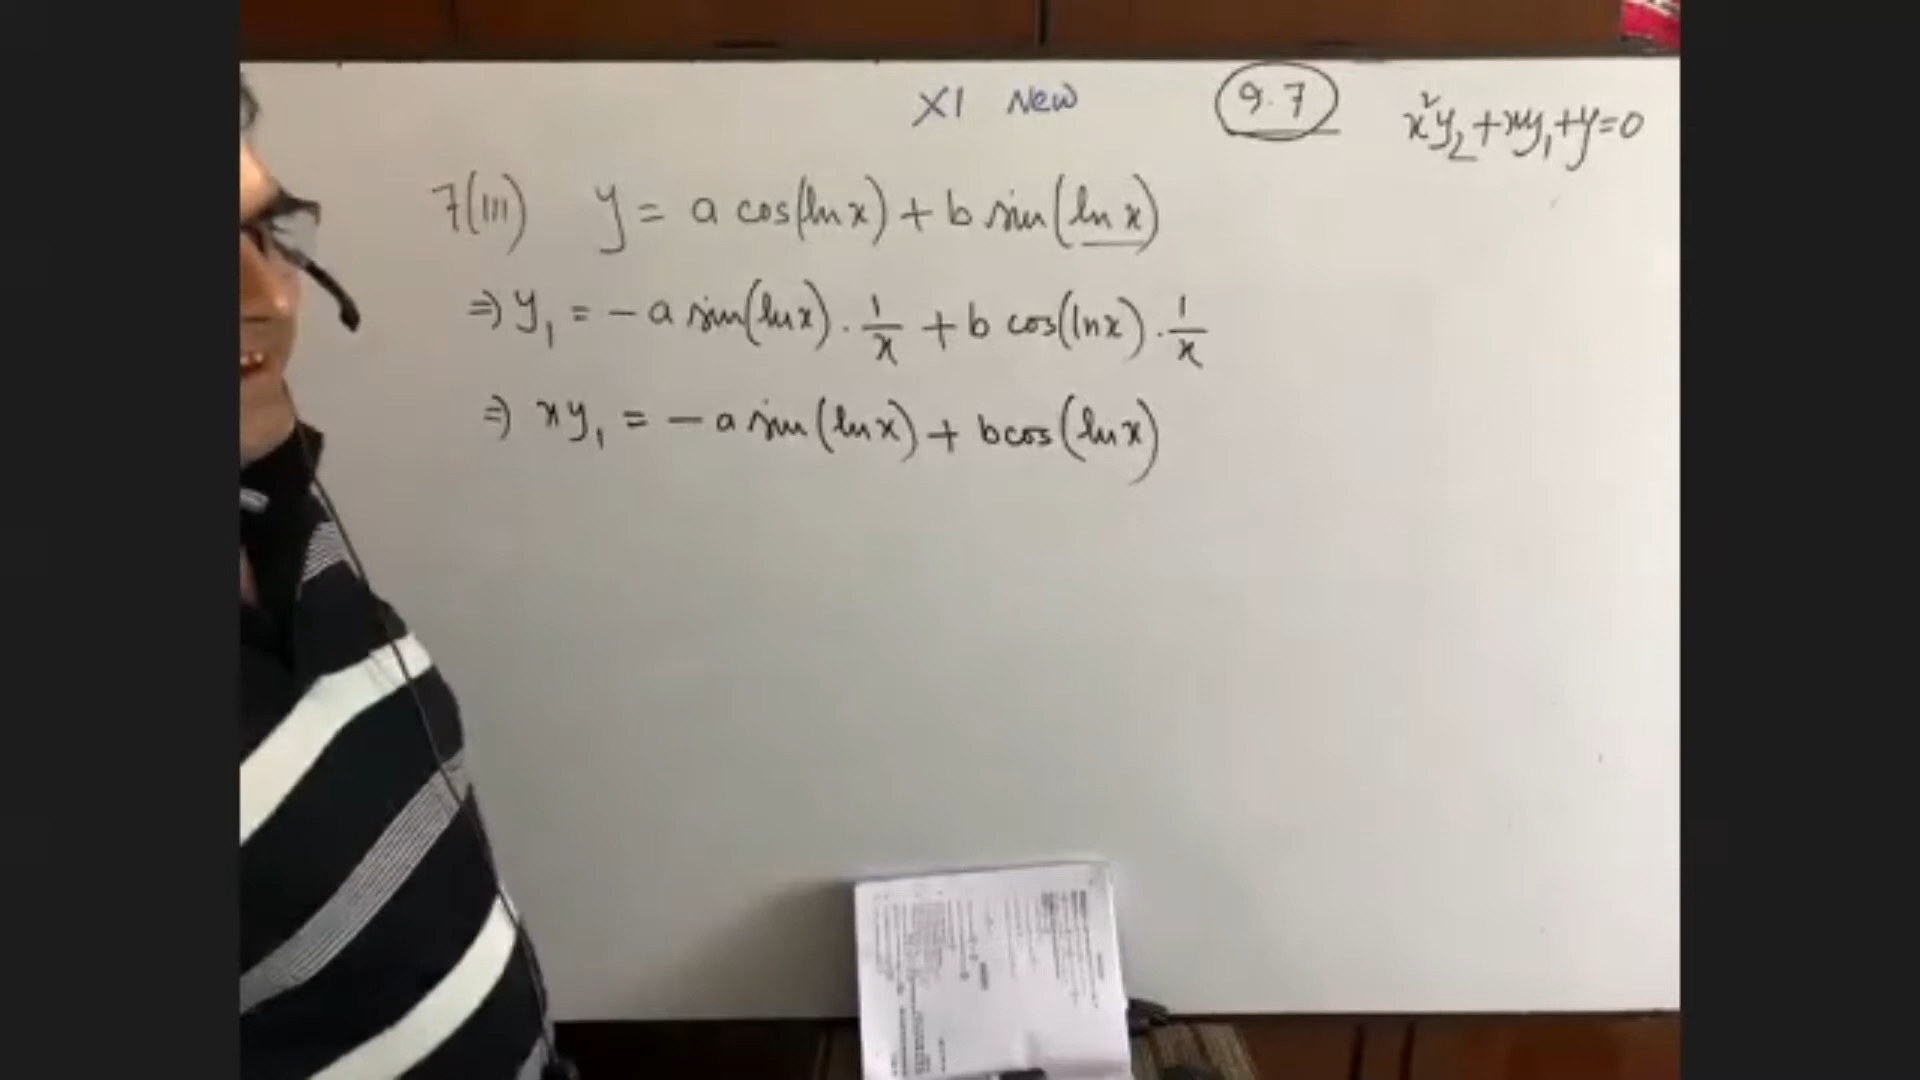 XI New
9.7
x²y₂+xy₁+y=0
7(iii) y = a cos(ln x) + b sin(ln x)
⇒ y₁ = - a sin(ln x) . 1/x + b cos(ln x) . 1/x
⇒ xy₁ = - a sin(ln x) + b cos(ln x)